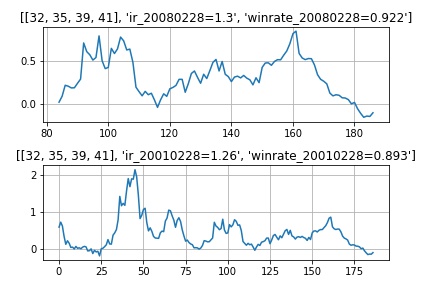 [[32, 35, 39, 41], 'ir_20080228=1.3', 'winrate_20080228=0.922']
0.5
0.0
80 100 120 140 160 180
[[32, 35, 39, 41], 'ir_20010228=1.26', 'winrate_20010228=0.893']
2
1
0
0 25 50 75 100 125 150 175